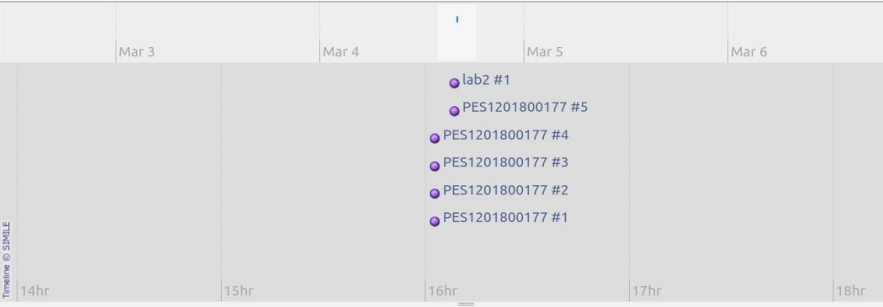 Mar 3
Mar 4
Mar 5
Mar 6
lab2 #1
PES1201800177 #5
PES1201800177 #4
PES1201800177 #3
PES1201800177 #2
PES1201800177 #1
Timeline © SIMILE
14hr
15hr
16hr
17hr
18hr